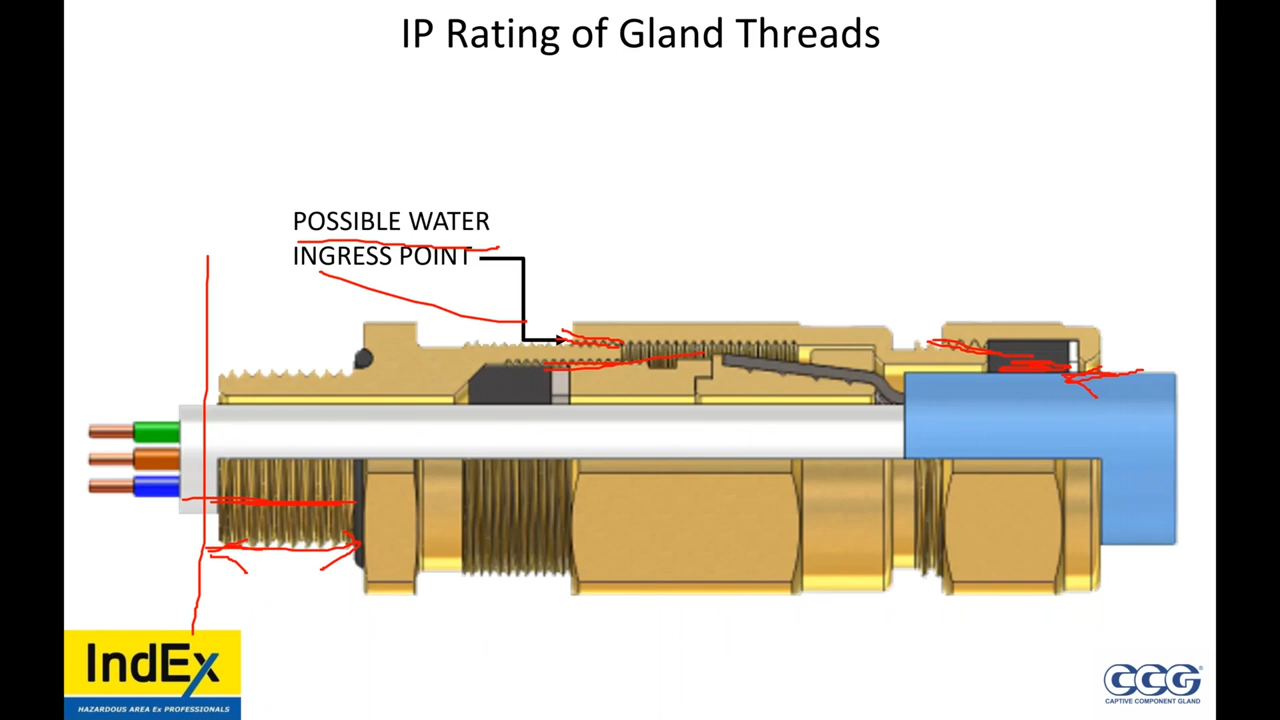 IP Rating of Gland Threads
POSSIBLE WATER
INGRESS POINT
IndEx
HAZARDOUS AREA Ex PROFESSIONALS
CCG®
CAPTIVE COMPONENT GLAND